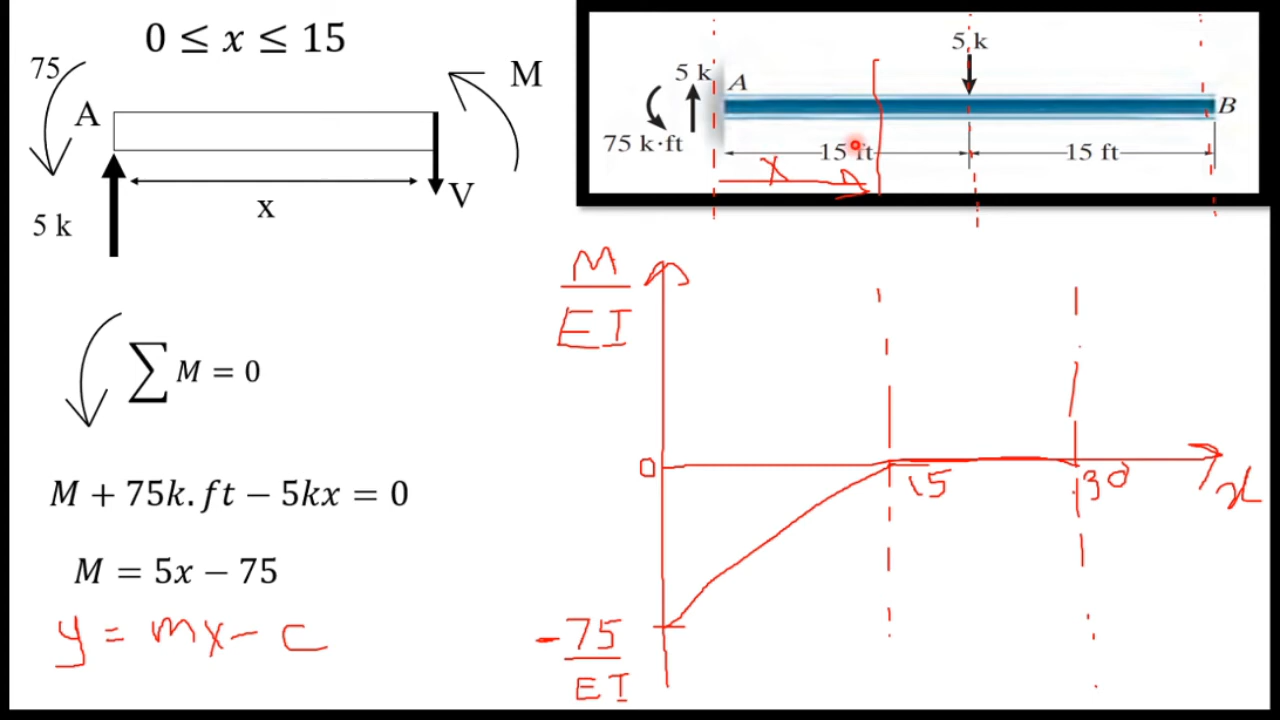 0 ≤ x ≤ 15
75
M
A
5 k
x
V
∑ M = 0
M + 75k.ft − 5kx = 0
M = 5x − 75
y = mx − c
5 k
5 k
A
B
75 k·ft
15 ft
15 ft
x
M
EI
0
15
30
x
-75
EI